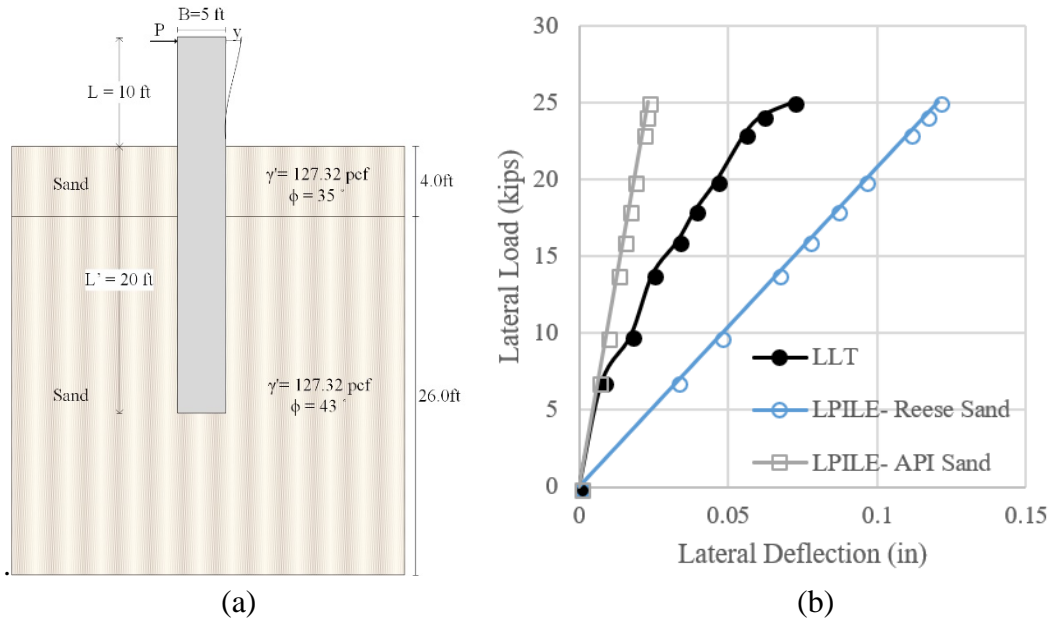 B=5 ft
P
y
L = 10 ft
Sand
γ'= 127.32 pcf
ϕ = 35 °
4.0ft
L' = 20 ft
Sand
γ'= 127.32 pcf
ϕ = 43 °
26.0ft
(a)
30
25
20
15
10
5
0
Lateral Load (kips)
LLT
LPILE- Reese Sand
LPILE- API Sand
0
0.05
0.1
0.15
Lateral Deflection (in)
(b)